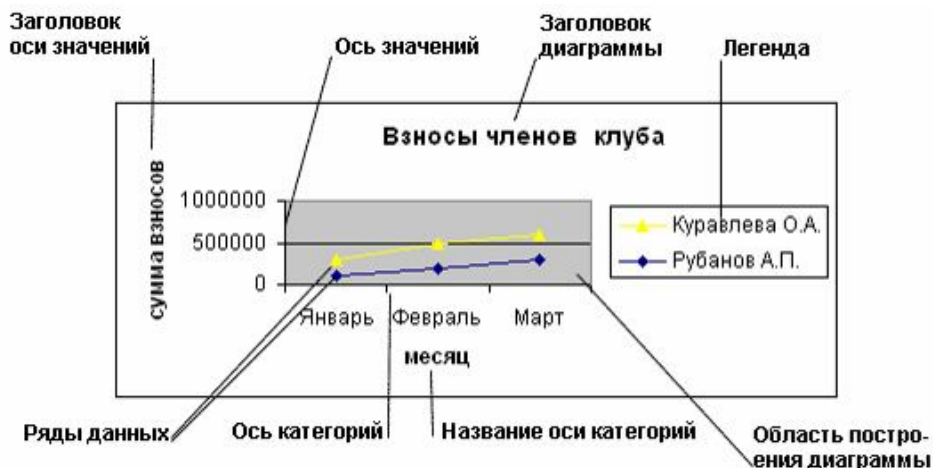 Заголовок
оси значений
Ось значений
Заголовок
диаграммы
Легенда
Взносы членов клуба
сумма взносов
1000000
500000
0
Куравлева О.А.
Рубанов А.П.
Январь Февраль Март
месяц
Ряды данных
Ось категорий
Название оси категорий
Область постро-
ения диаграммы